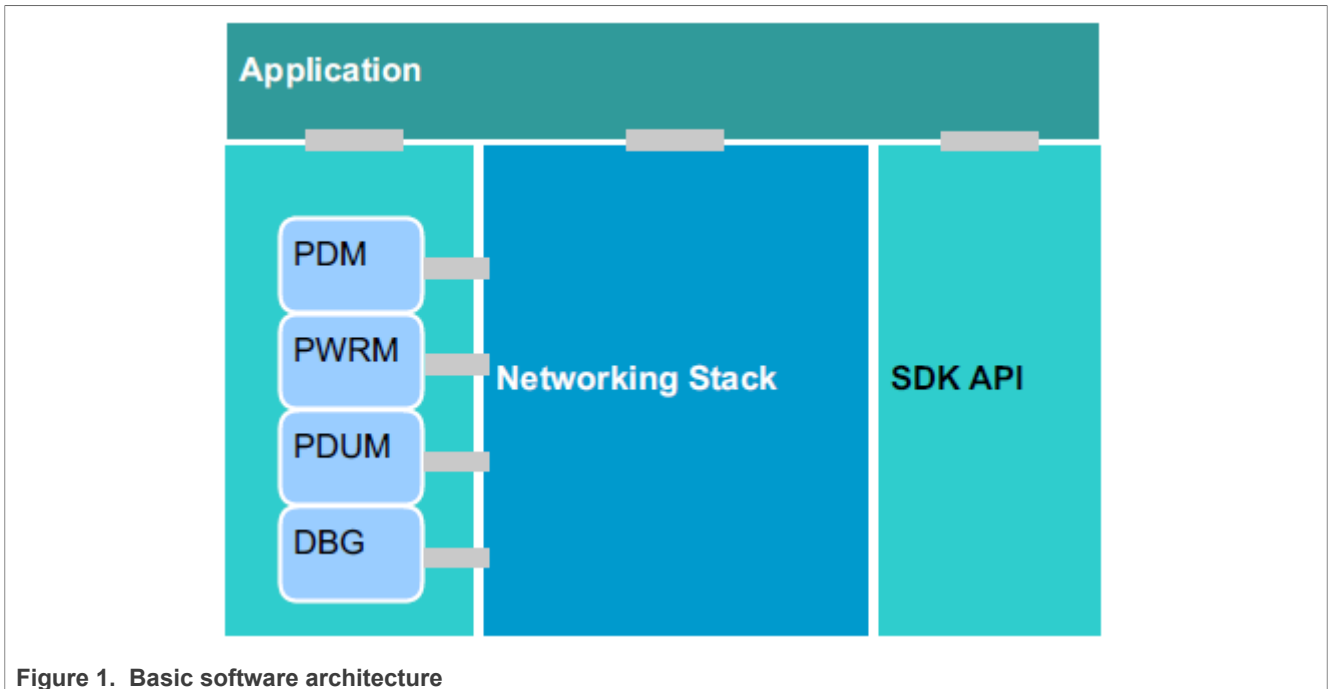 Application
PDM
PWRM
Networking Stack
SDK API
PDUM
DBG
Figure 1. Basic software architecture